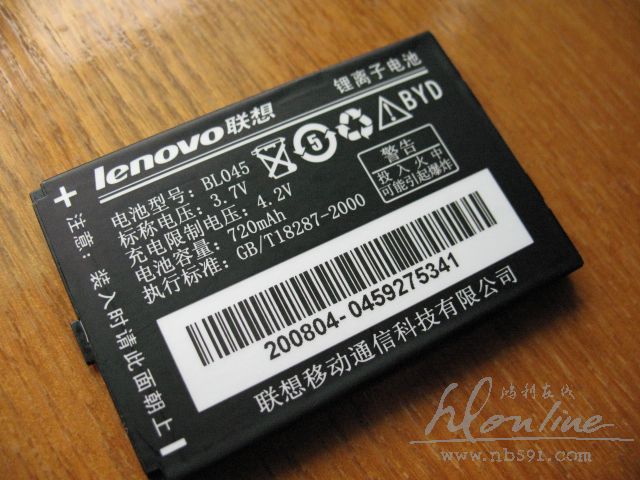 +
lenovo联想
锂离子电池
BYD
5
电池型号: BL045
标称电压: 3.7V
充电限制电压: 4.2V
电池容量: 720mAh
执行标准: GB/T18287-2000
警告
投入火中
可能引起爆炸
注意: 装入时请此面朝上
200804-0459275341
联想移动通信科技有限公司
鸿利在线
hlonline
www.nb591.com